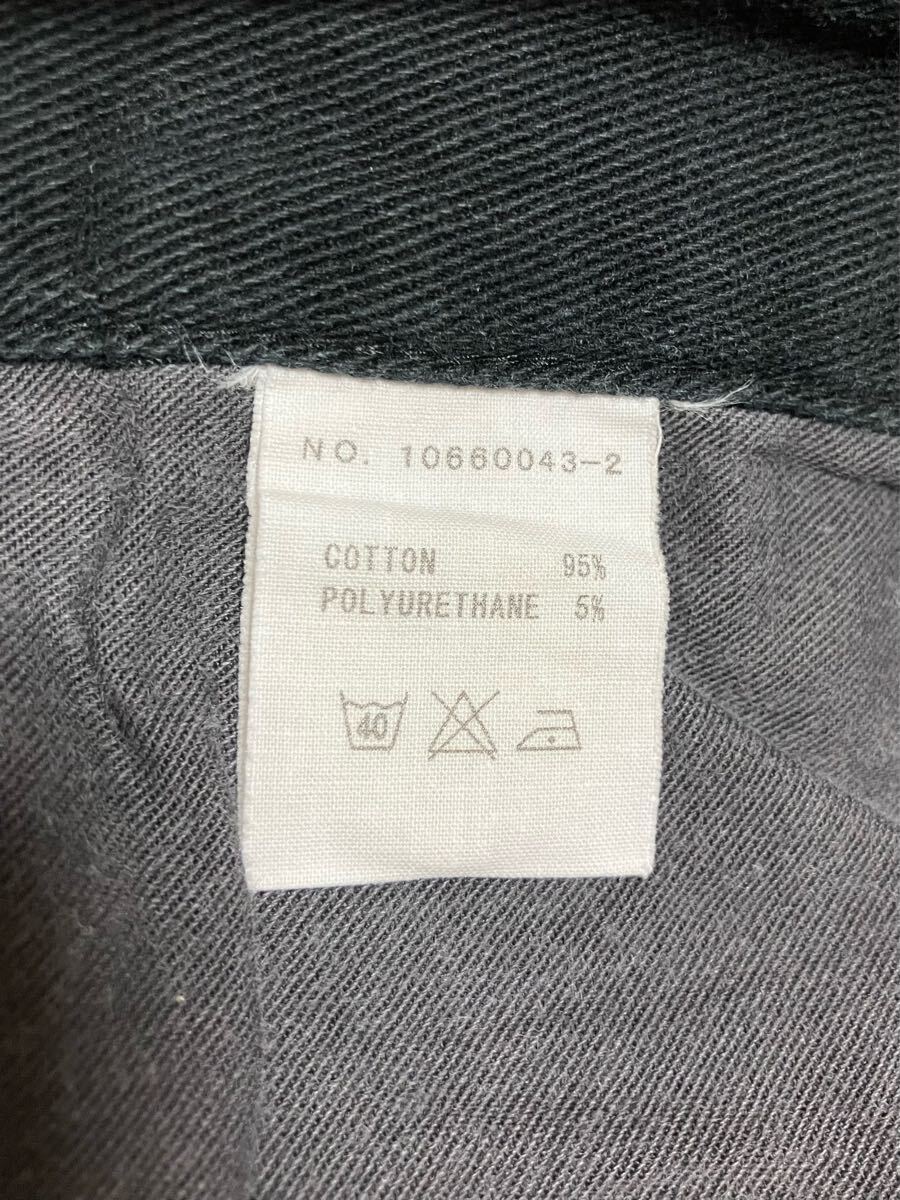 NO. 10660043-2
COTTON 95%
POLYURETHANE 5%
40